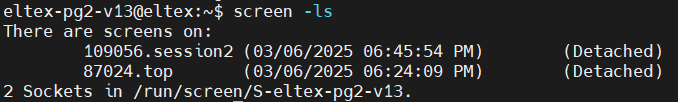 eltex-pg2-v13@eltex:~$ screen -ls
There are screens on:
109056.session2 (03/06/2025 06:45:54 PM) (Detached)
87024.top (03/06/2025 06:24:09 PM) (Detached)
2 Sockets in /run/screen/S-eltex-pg2-v13.